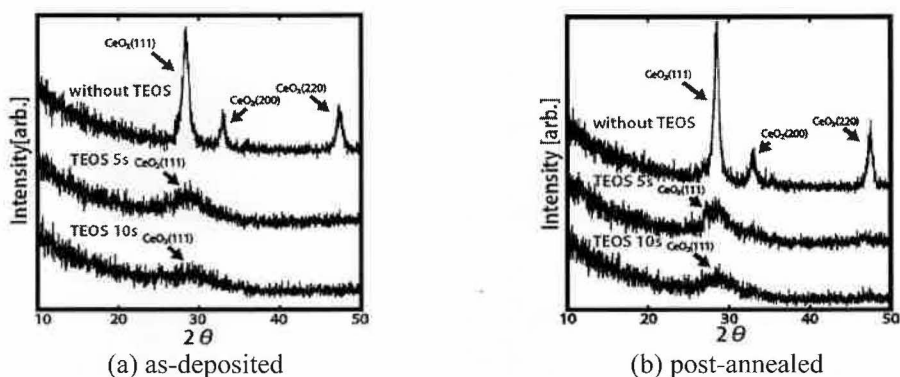 CeO₂(111)
without TEOS
CeO₂(200)
CeO₂(220)
TEOS 5s
CeO₂(111)
TEOS 10s
CeO₂(111)
Intensity[arb.]
10 20 30 40 50
2θ
(a) as-deposited
CeO₂(111)
without TEOS
CeO₂(200)
CeO₂(220)
TEOS 5s
CeO₂(111)
TEOS 10s
CeO₂(111)
Intensity [arb.]
10 20 30 40 50
2θ
(b) post-annealed